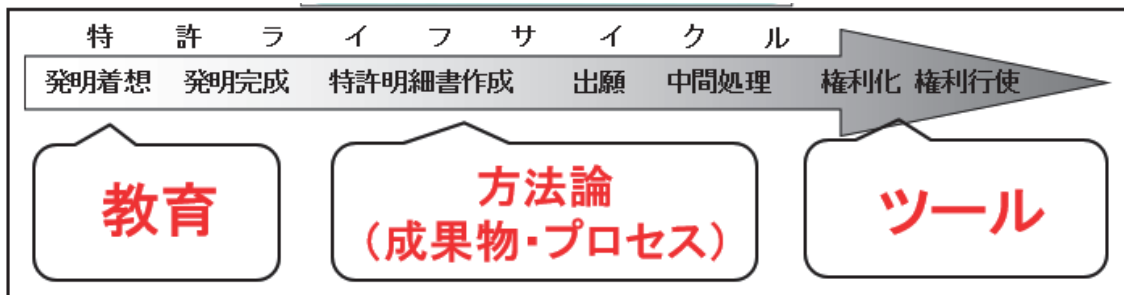 特許ライフサイクル
発明着想 発明完成 特許明細書作成 出願 中間処理 権利化 権利行使
教育
方法論
（成果物・プロセス）
ツール